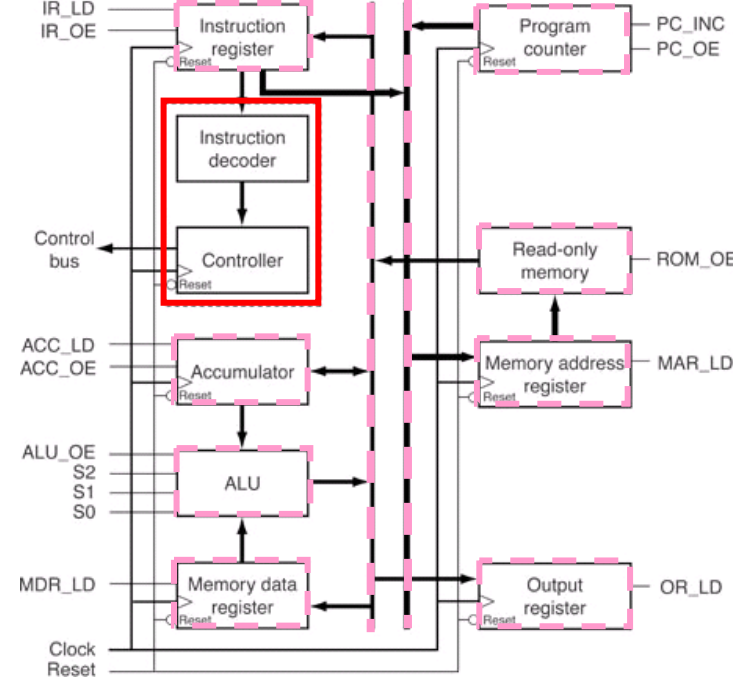 IR_LD
IR_OE
Instruction
register
Reset
Program
counter
Reset
PC_INC
PC_OE
Instruction
decoder
Control
bus
Controller
Reset
Read-only
memory
ROM_OE
ACC_LD
ACC_OE
Accumulator
Reset
Memory address
register
Reset
MAR_LD
ALU_OE
S2
S1
S0
ALU
MDR_LD
Memory data
register
Reset
Output
register
Reset
OR_LD
Clock
Reset